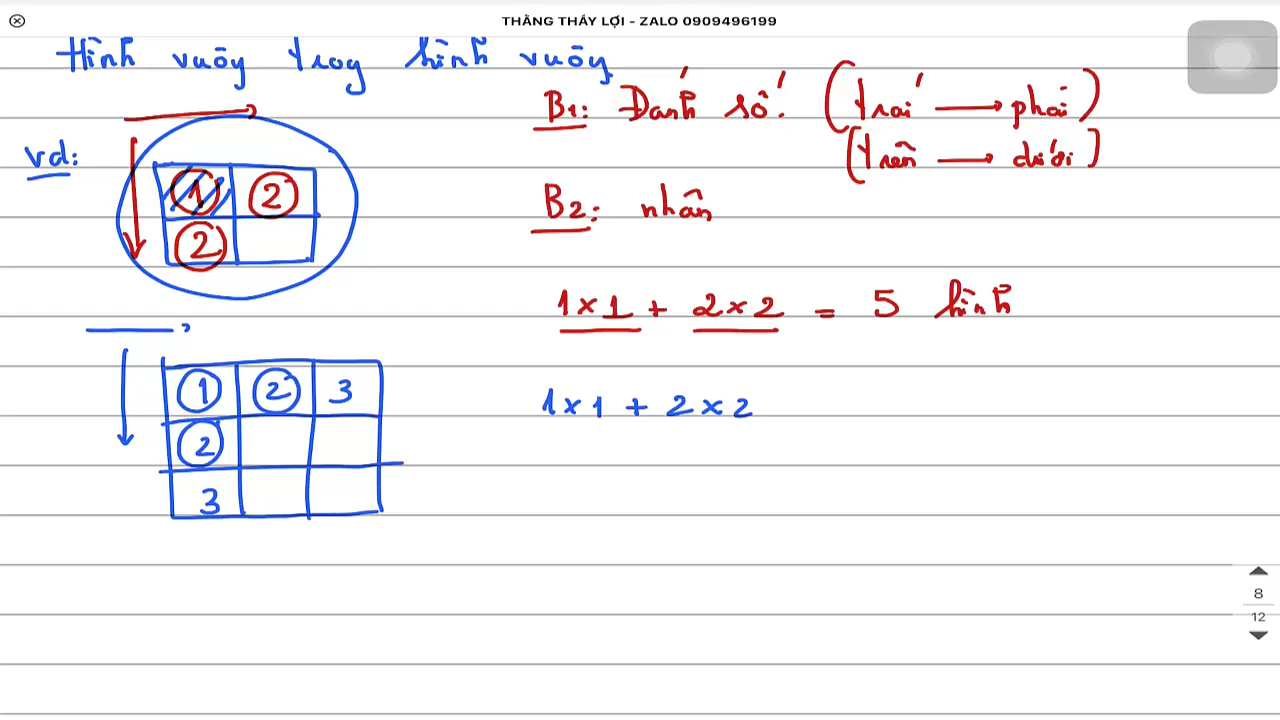 THẰNG THẦY LỢI - ZALO 0909496199
Hình vuông trong hình vuông
B1: Đánh số: (trái → phải)
(trên → dưới)
vd:
1 2
2
B2: nhân
1×1 + 2×2 = 5 hình
1 2 3
2
3
1×1 + 2×2
8
12